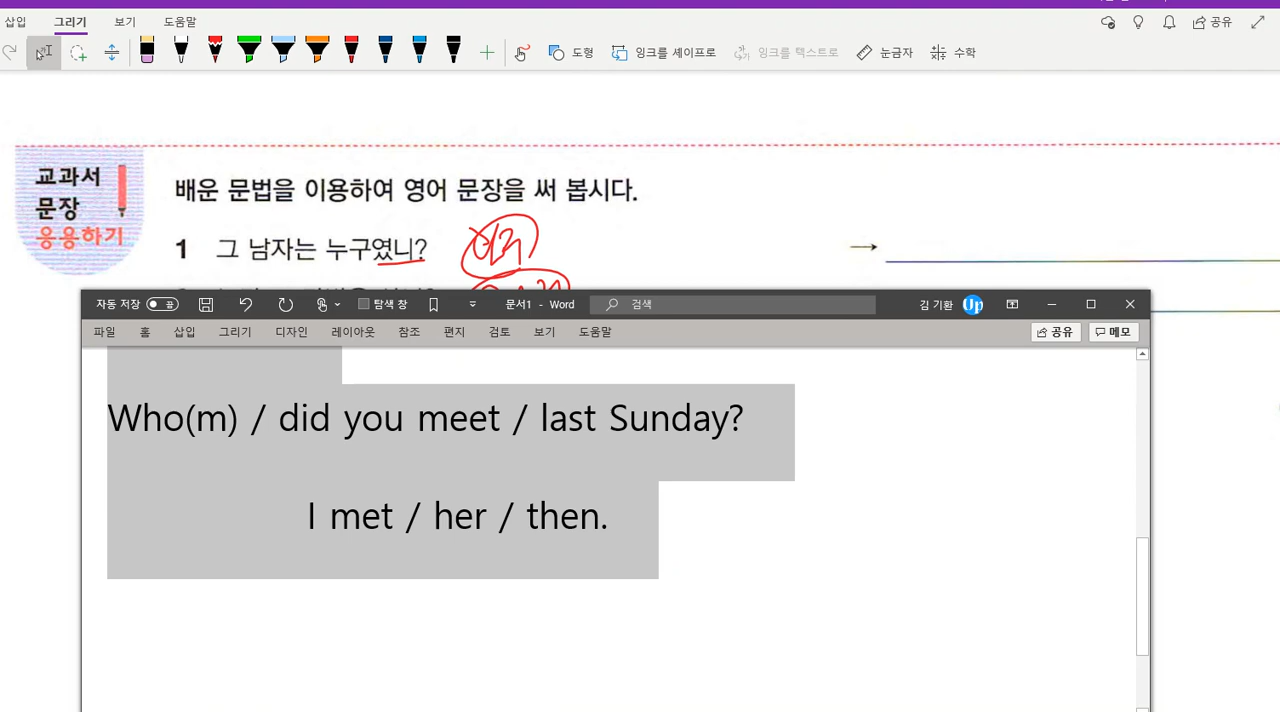 삽입 그리기 보기 도움말
공유
도형 잉크를 셰이프로 잉크를 텍스트로 눈금자 수학
교과서
문장
응용하기
배운 문법을 이용하여 영어 문장을 써 봅시다.
1 그 남자는 누구였니? →
자동 저장 탐색 창 문서1 - Word 검색 김 기환 Up
파일 홈 삽입 그리기 디자인 레이아웃 참조 편지 검토 보기 도움말 공유 메모
Who(m) / did you meet / last Sunday?
I met / her / then.